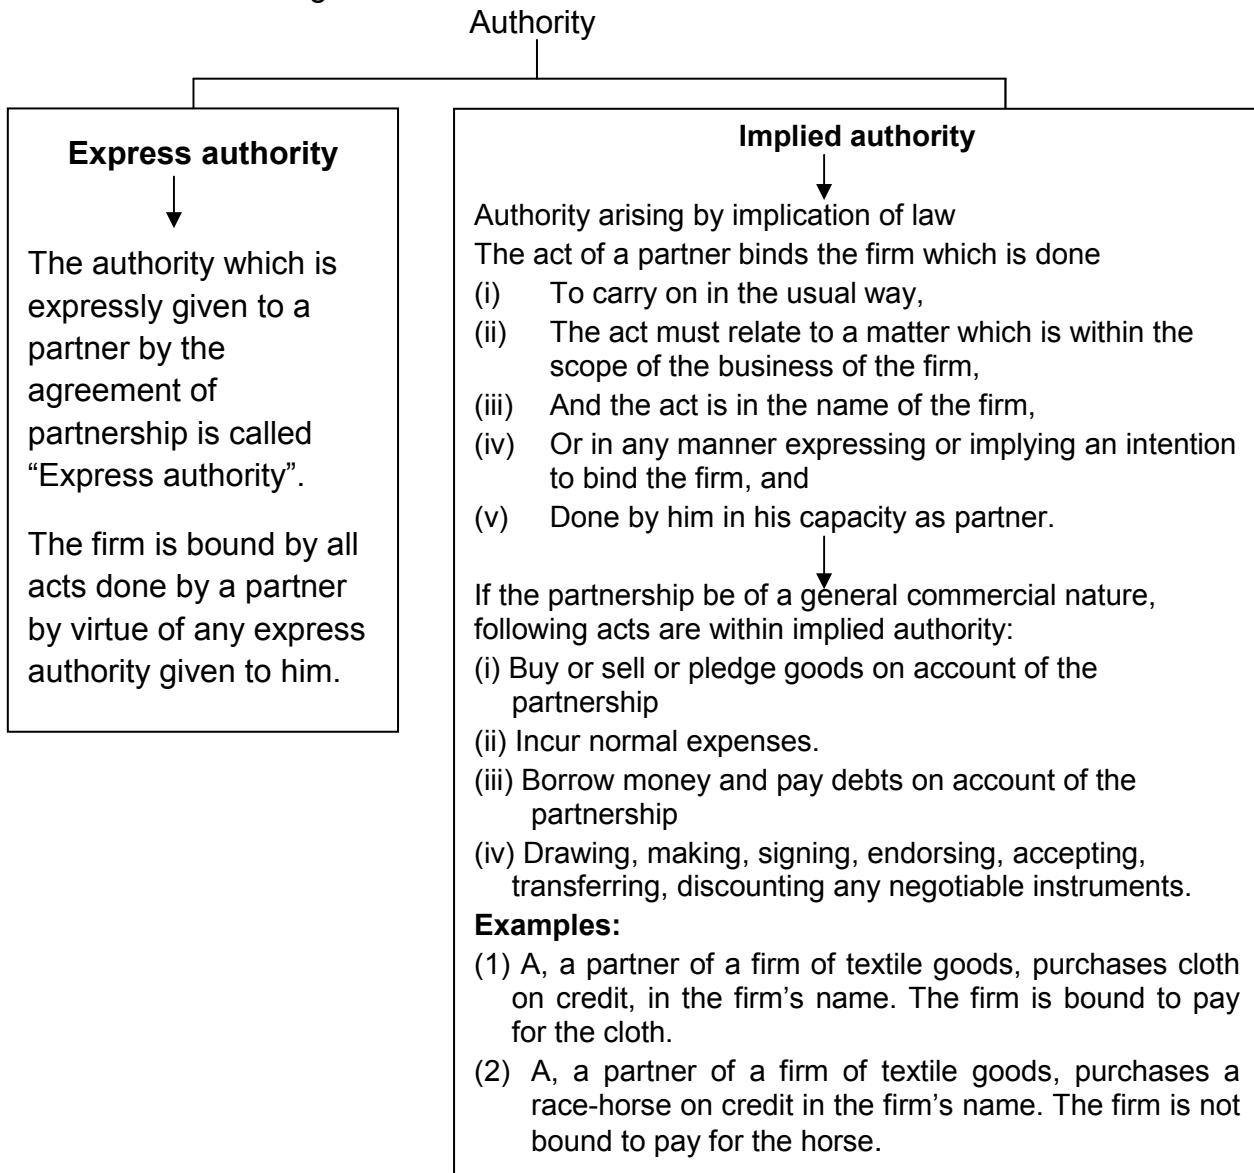 Authority
Express authority
The authority which is
expressly given to a
partner by the
agreement of
partnership is called
“Express authority”.
The firm is bound by all
acts done by a partner
by virtue of any express
authority given to him.
Implied authority
Authority arising by implication of law
The act of a partner binds the firm which is done
(i) To carry on in the usual way,
(ii) The act must relate to a matter which is within the
scope of the business of the firm,
(iii) And the act is in the name of the firm,
(iv) Or in any manner expressing or implying an intention
to bind the firm, and
(v) Done by him in his capacity as partner.
If the partnership be of a general commercial nature,
following acts are within implied authority:
(i) Buy or sell or pledge goods on account of the
partnership
(ii) Incur normal expenses.
(iii) Borrow money and pay debts on account of the
partnership
(iv) Drawing, making, signing, endorsing, accepting,
transferring, discounting any negotiable instruments.
Examples:
(1) A, a partner of a firm of textile goods, purchases cloth
on credit, in the firm’s name. The firm is bound to pay
for the cloth.
(2) A, a partner of a firm of textile goods, purchases a
race-horse on credit in the firm’s name. The firm is not
bound to pay for the horse.